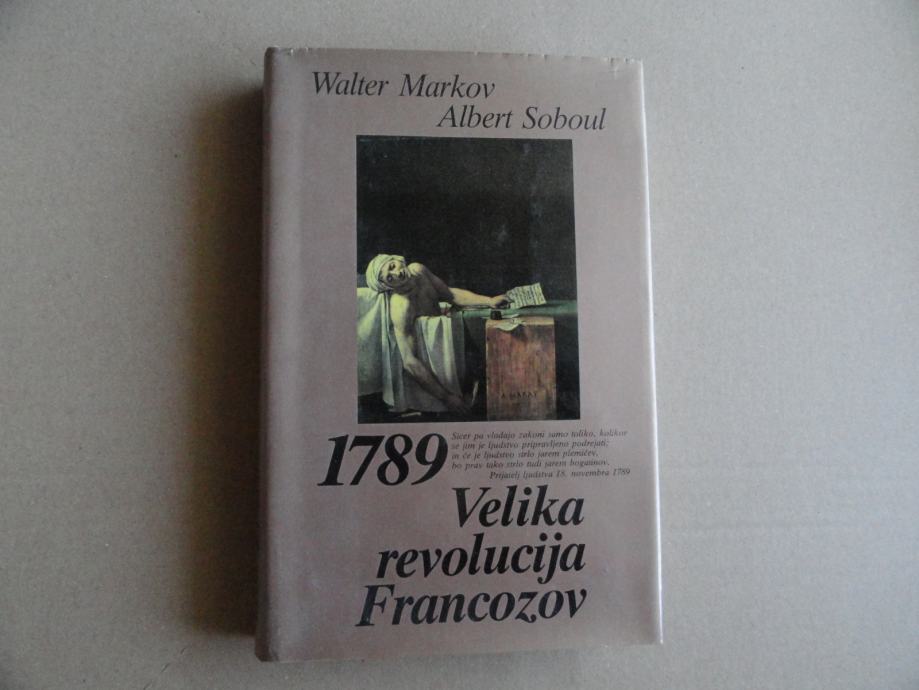 Walter Markov
Albert Soboul
A MARAT
1789
Sicer pa vladajo zakoni samo toliko, kolikor
se jim je ljudstvo pripravljeno podrejati;
in če je ljudstvo strlo jarem plemičev,
bo prav tako strlo tudi jarem bogatinov.
Prijatelj ljudstva 18. novembra 1789
Velika
revolucija
Francozov